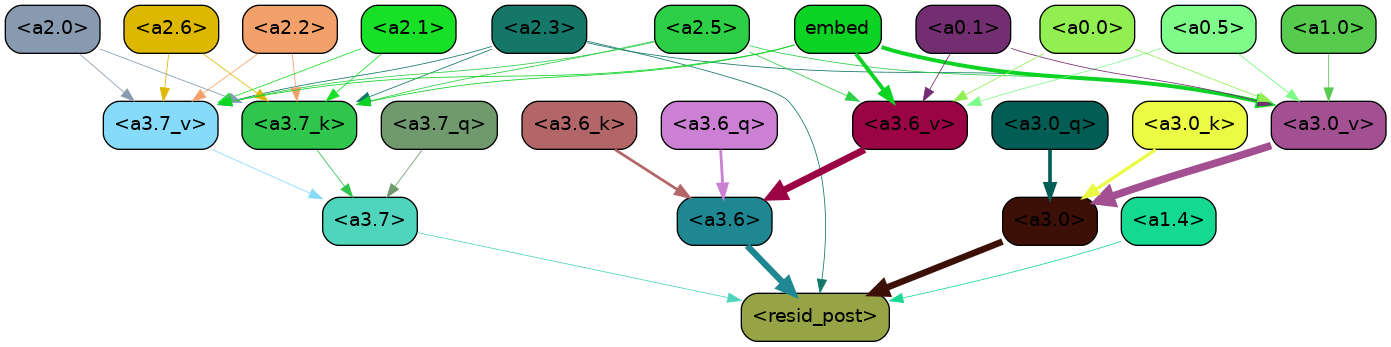 <a2.0> <a2.6> <a2.2> <a2.1> <a2.3> <a2.5> embed <a0.1> <a0.0> <a0.5> <a1.0>
<a3.7_v> <a3.7_k> <a3.7_q> <a3.6_k> <a3.6_q> <a3.6_v> <a3.0_q> <a3.0_k> <a3.0_v>
<a3.7> <a3.6> <a3.0> <a1.4>
<resid_post>